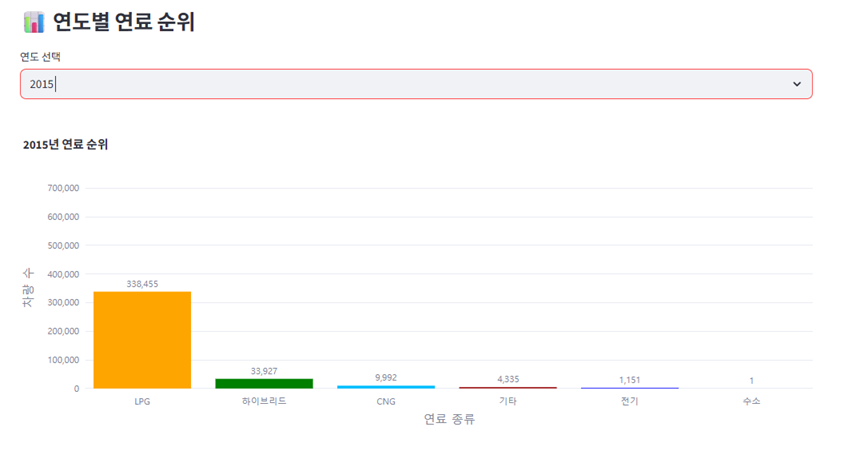 연도별 연료 순위
연도 선택
2015
2015년 연료 순위
700,000
600,000
500,000
400,000
300,000
200,000
100,000
0
차량 수
338,455
33,927
9,992
4,335
1,151
1
LPG 하이브리드 CNG 기타 전기 수소
연료 종류